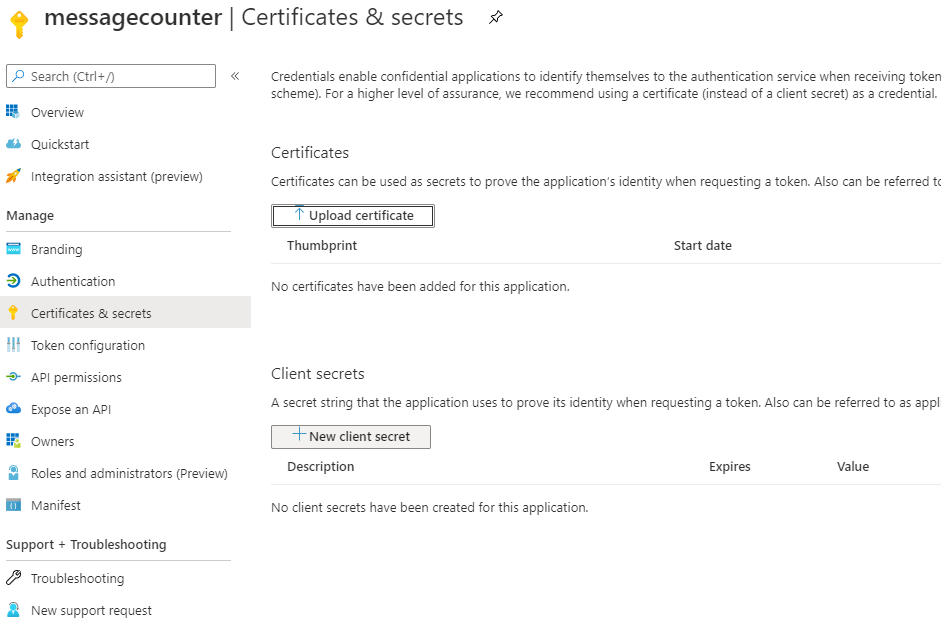 messagecounter | Certificates & secrets
Search (Ctrl+/)
«
Overview
Quickstart
Integration assistant (preview)
Manage
Branding
Authentication
Certificates & secrets
Token configuration
API permissions
Expose an API
Owners
Roles and administrators (Preview)
Manifest
Support + Troubleshooting
Troubleshooting
New support request
Credentials enable confidential applications to identify themselves to the authentication service when receiving token
scheme). For a higher level of assurance, we recommend using a certificate (instead of a client secret) as a credential.
Certificates
Certificates can be used as secrets to prove the application's identity when requesting a token. Also can be referred to
Upload certificate
Thumbprint Start date
No certificates have been added for this application.
Client secrets
A secret string that the application uses to prove its identity when requesting a token. Also can be referred to as appl
New client secret
Description Expires Value
No client secrets have been created for this application.